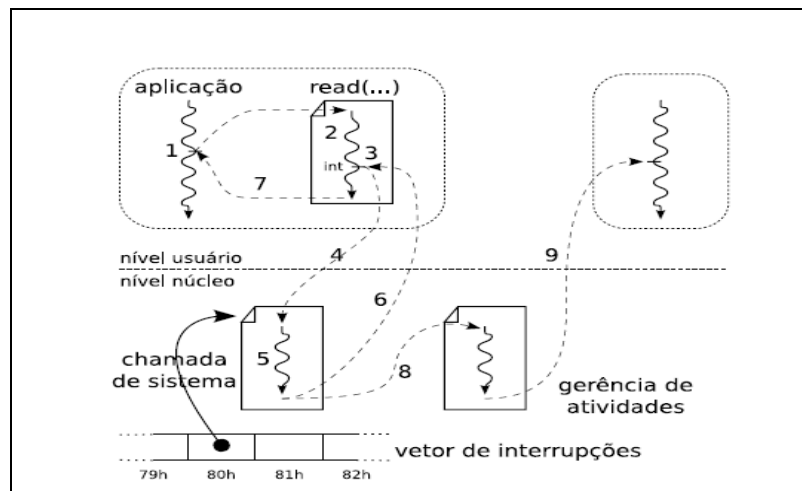 aplicação read(...)
1
2
3
int
7
nível usuário
4
9
nível núcleo
6
chamada
de sistema
5
8
gerência de
atividades
vetor de interrupções
79h 80h 81h 82h